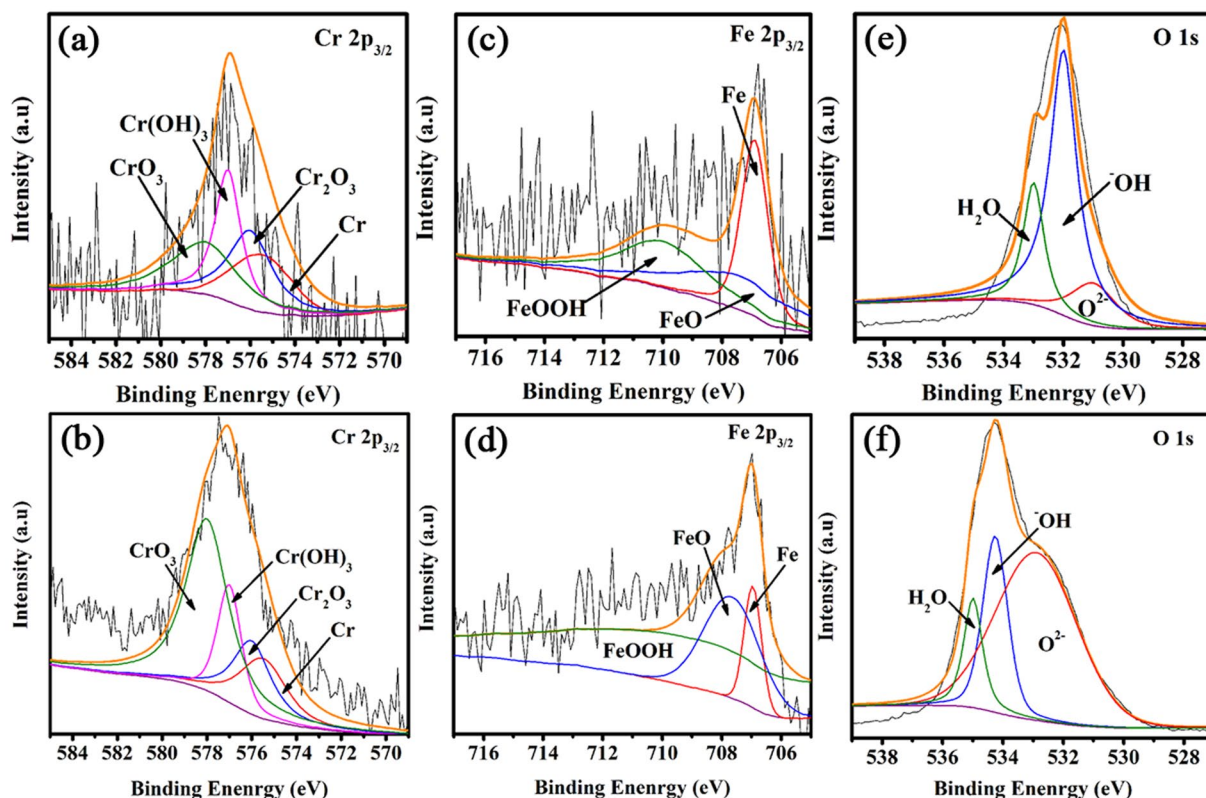 (a)
Cr 2p3/2
Cr(OH)3
CrO3
Cr2O3
Cr
Intensity (a.u)
584 582 580 578 576 574 572 570
Binding Enenrgy (eV)
(c)
Fe 2p3/2
Fe
FeOOH
FeO
Intensity (a.u)
716 714 712 710 708 706
Binding Enenrgy (eV)
(e)
O 1s
-OH
H2O
O2-
Intensity (a.u)
538 536 534 532 530 528
Binding Enenrgy (eV)
(b)
Cr 2p3/2
CrO3
Cr(OH)3
Cr2O3
Cr
Intensity (a.u)
584 582 580 578 576 574 572 570
Binding Enenrgy (eV)
(d)
Fe 2p3/2
FeO
Fe
FeOOH
Intensity (a.u)
716 714 712 710 708 706
Binding Enenrgy (eV)
(f)
O 1s
-OH
H2O
O2-
Intensity (a.u)
538 536 534 532 530 528
Binding Enenrgy (eV)